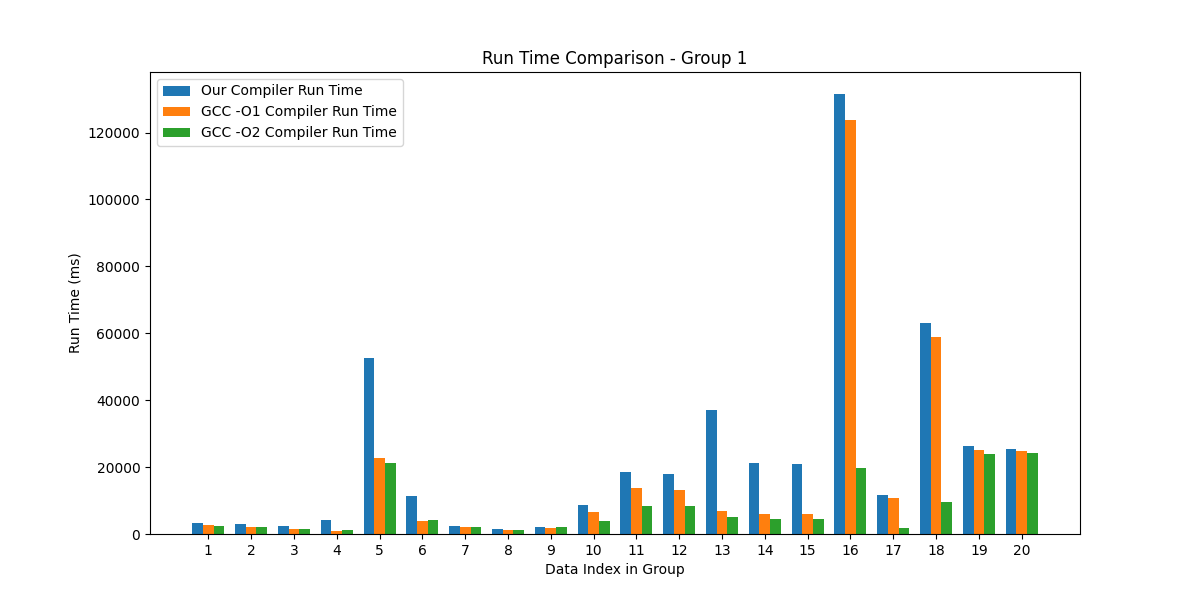 Run Time Comparison - Group 1
Our Compiler Run Time
GCC -O1 Compiler Run Time
GCC -O2 Compiler Run Time
Run Time (ms)
120000
100000
80000
60000
40000
20000
0
1 2 3 4 5 6 7 8 9 10 11 12 13 14 15 16 17 18 19 20
Data Index in Group